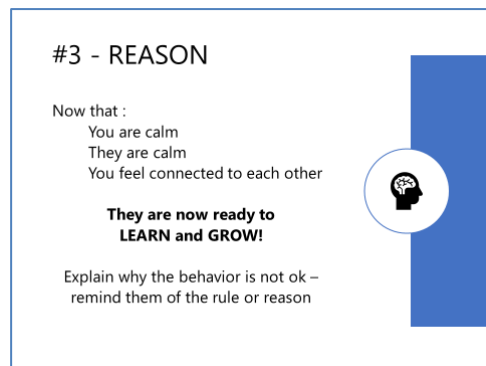 #3 - REASON
Now that :
You are calm
They are calm
You feel connected to each other
They are now ready to
LEARN and GROW!
Explain why the behavior is not ok –
remind them of the rule or reason